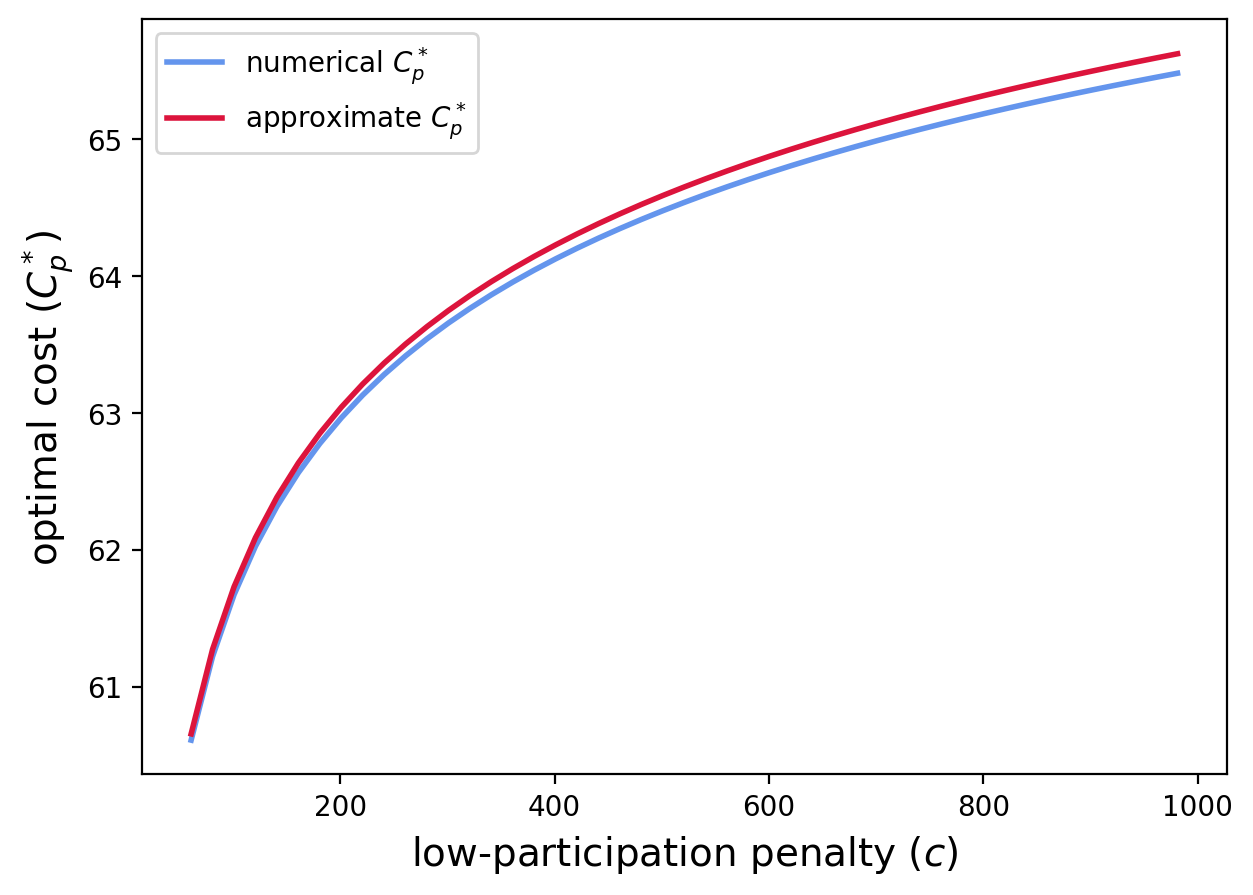 numerical $C_p^*$
approximate $C_p^*$
optimal cost ($C_p^*$)
65
64
63
62
61
200 400 600 800 1000
low-participation penalty ($c$)